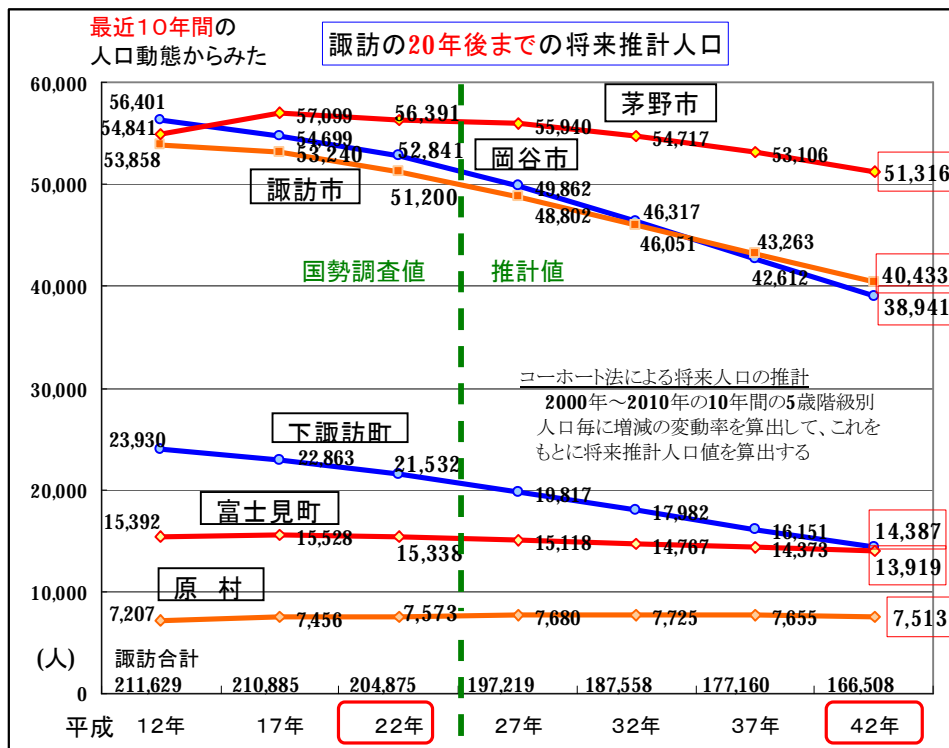 最近10年間の
人口動態からみた
諏訪の20年後までの将来推計人口
60,000
50,000
40,000
30,000
20,000
10,000
0
(人)
茅野市
54,841
57,099
56,391
55,940
54,717
53,106
51,316
岡谷市
56,401
54,699
52,841
49,862
46,317
42,612
38,941
諏訪市
53,858
53,240
51,200
48,802
46,051
43,263
40,433
国勢調査値
推計値
コーホート法による将来人口の推計
2000年～2010年の10年間の5歳階級別
人口毎に増減の変動率を算出して、これを
もとに将来推計人口値を算出する
下諏訪町
23,930
22,863
21,532
19,817
17,982
16,151
14,387
富士見町
15,392
15,528
15,338
15,118
14,767
14,373
13,919
原 村
7,207
7,456
7,573
7,680
7,725
7,655
7,513
諏訪合計
211,629 210,885 204,875 197,219 187,558 177,160 166,508
平成 12年 17年 22年 27年 32年 37年 42年